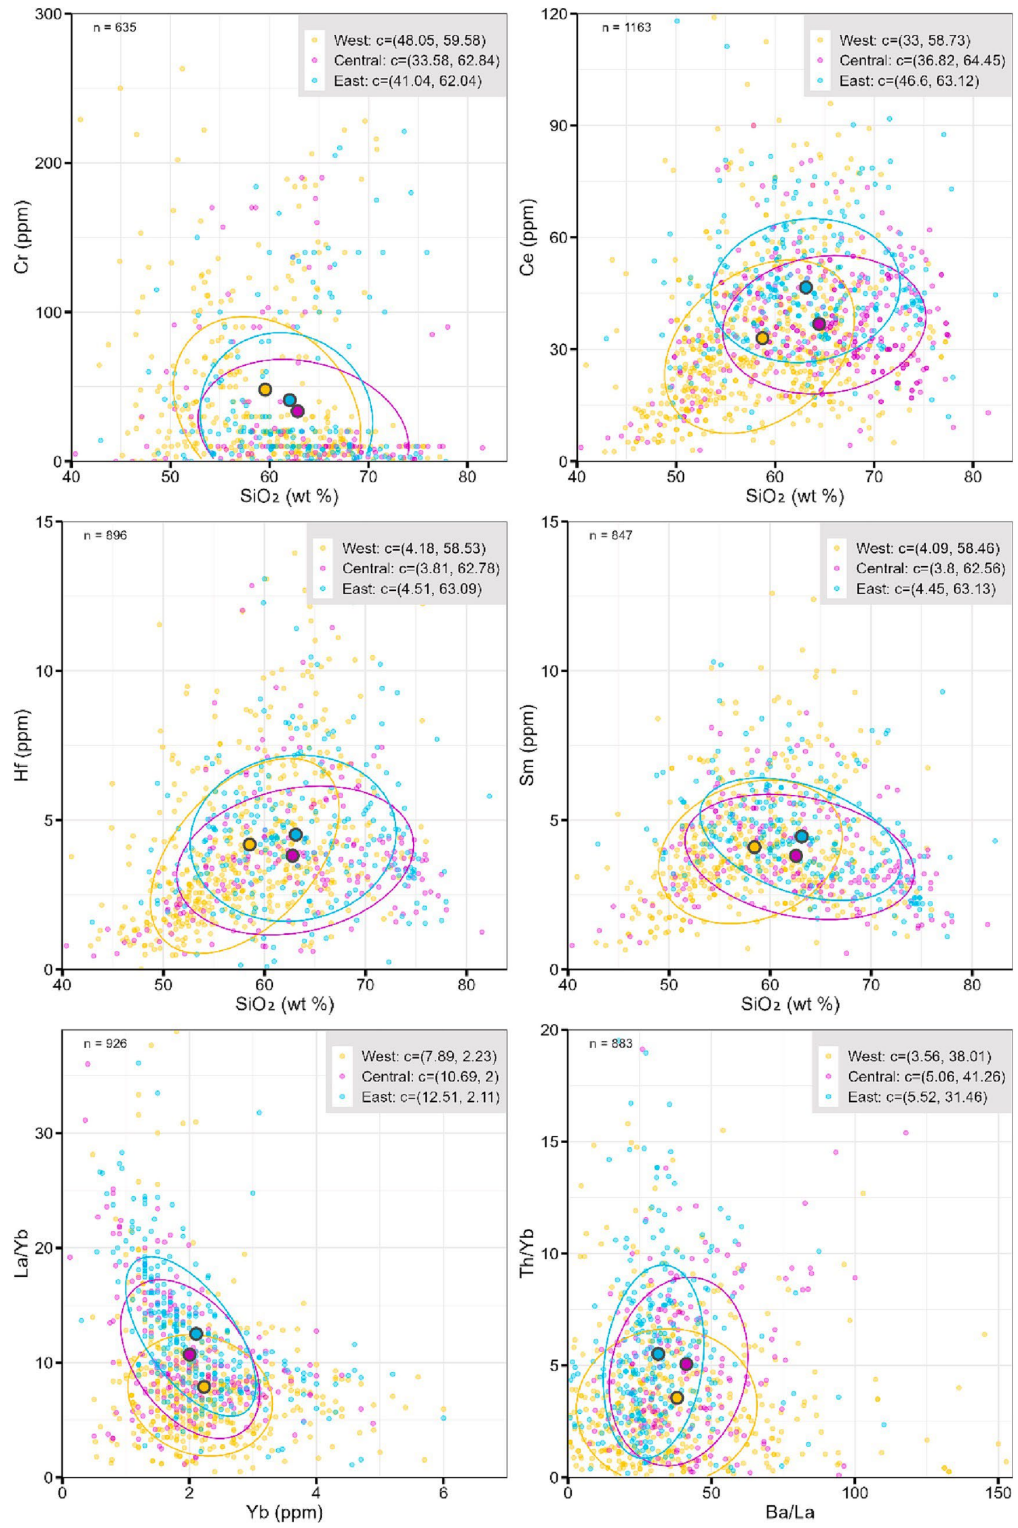 300
n = 635
West: c=(48.05, 59.58)
Central: c=(33.58, 62.84)
East: c=(41.04, 62.04)
200
100
0
Cr (ppm)
40 50 60 70 80
SiO₂ (wt %)
120
n = 1163
West: c=(33, 58.73)
Central: c=(36.82, 64.45)
East: c=(46.6, 63.12)
90
60
30
0
Ce (ppm)
40 50 60 70 80
SiO₂ (wt %)
15
n = 896
West: c=(4.18, 58.53)
Central: c=(3.81, 62.78)
East: c=(4.51, 63.09)
10
5
0
Hf (ppm)
40 50 60 70 80
SiO₂ (wt %)
15
n = 847
West: c=(4.09, 58.46)
Central: c=(3.8, 62.56)
East: c=(4.45, 63.13)
10
5
0
Sm (ppm)
40 50 60 70 80
SiO₂ (wt %)
n = 926
West: c=(7.89, 2.23)
Central: c=(10.69, 2)
East: c=(12.51, 2.11)
30
20
10
0
La/Yb
0 2 4 6
Yb (ppm)
20
n = 883
West: c=(3.56, 38.01)
Central: c=(5.06, 41.26)
East: c=(5.52, 31.46)
15
10
5
0
Th/Yb
0 50 100 150
Ba/La